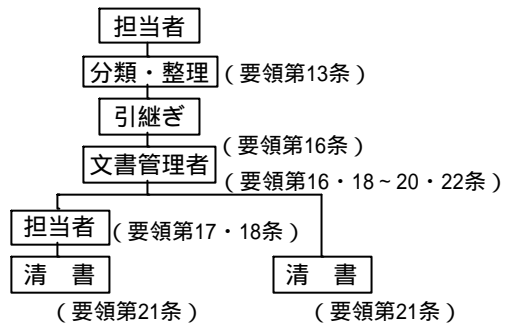 担当者
分類・整理 （要領第13条）
引継ぎ
（要領第16条）
文書管理者
（要領第16・18～20・22条）
担当者 （要領第17・18条）
清　書 清　書
（要領第21条） （要領第21条）